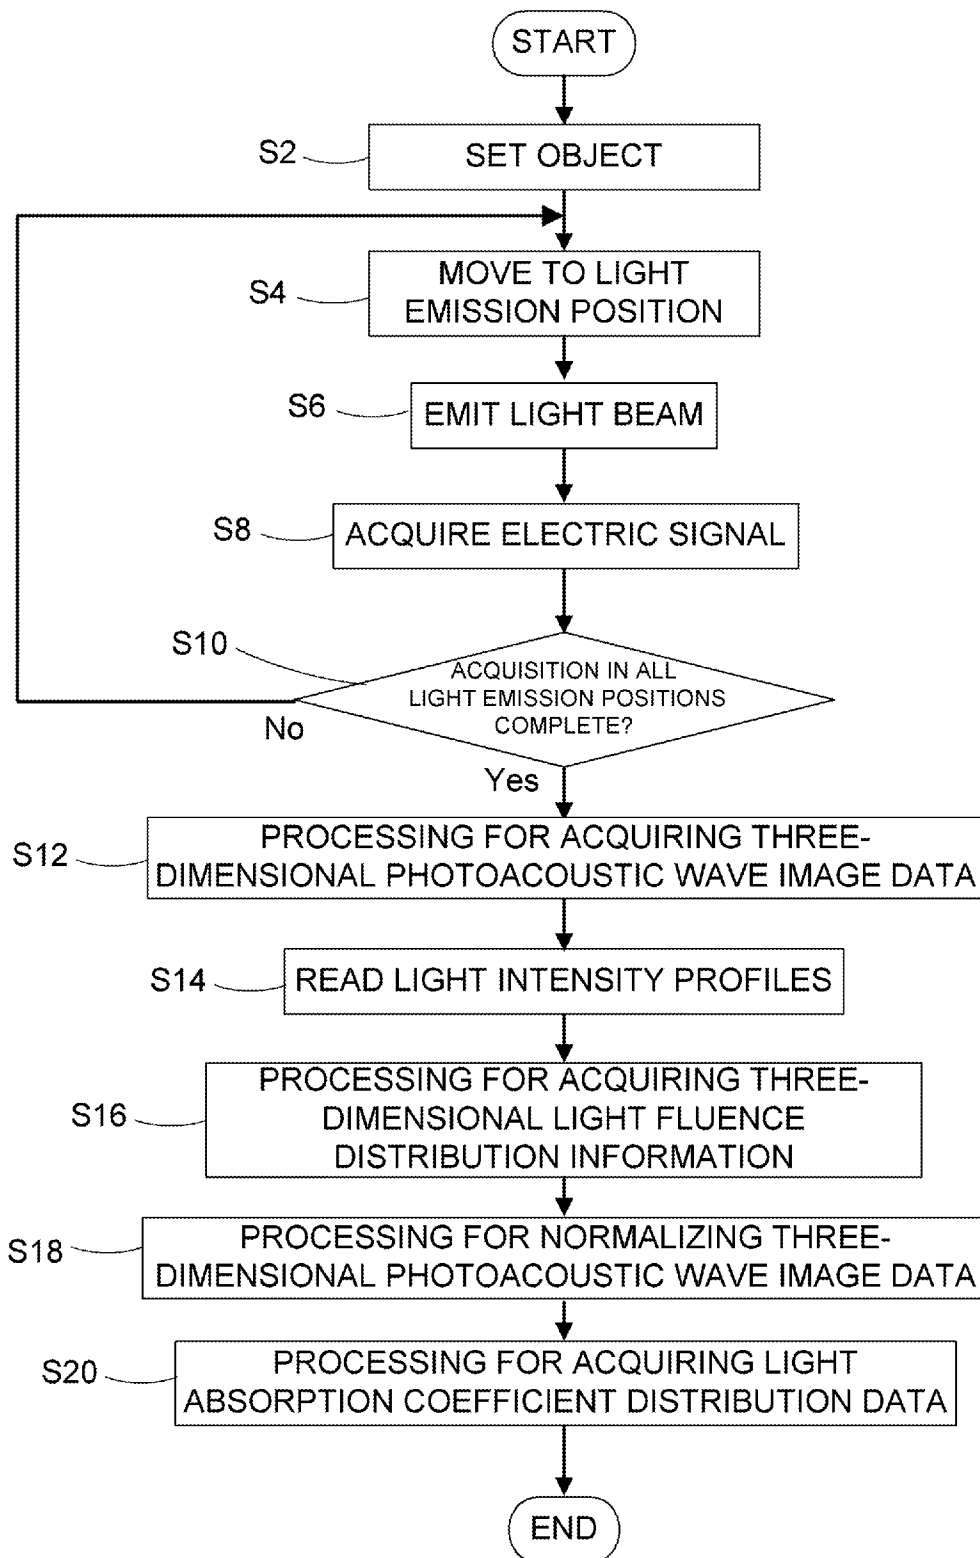 START
S2
SET OBJECT
S4
MOVE TO LIGHT
EMISSION POSITION
S6
EMIT LIGHT BEAM
S8
ACQUIRE ELECTRIC SIGNAL
S10
ACQUISITION IN ALL
LIGHT EMISSION POSITIONS
COMPLETE?
No
Yes
S12
PROCESSING FOR ACQUIRING THREE-
DIMENSIONAL PHOTOACOUSTIC WAVE IMAGE DATA
S14
READ LIGHT INTENSITY PROFILES
S16
PROCESSING FOR ACQUIRING THREE-
DIMENSIONAL LIGHT FLUENCE
DISTRIBUTION INFORMATION
S18
PROCESSING FOR NORMALIZING THREE-
DIMENSIONAL PHOTOACOUSTIC WAVE IMAGE DATA
S20
PROCESSING FOR ACQUIRING LIGHT
ABSORPTION COEFFICIENT DISTRIBUTION DATA
END